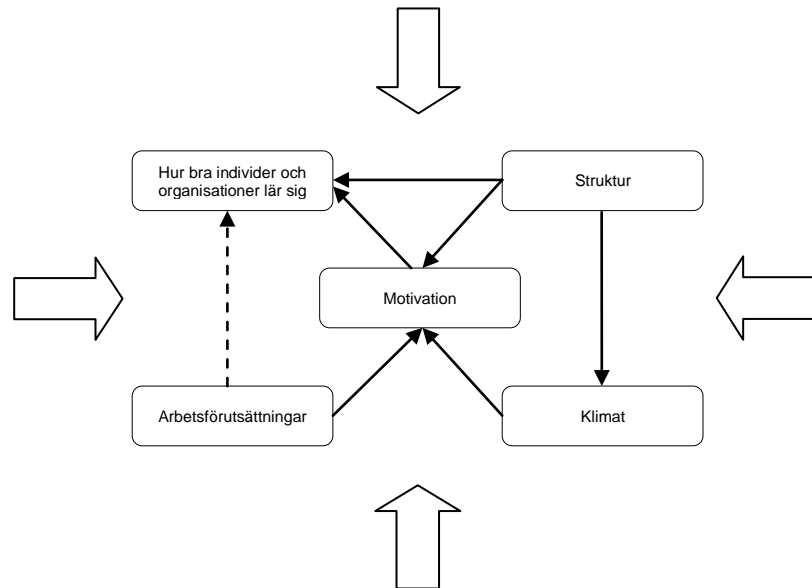 Hur bra individer och
organisationer lär sig
Struktur
Motivation
Arbetsförutsättningar
Klimat